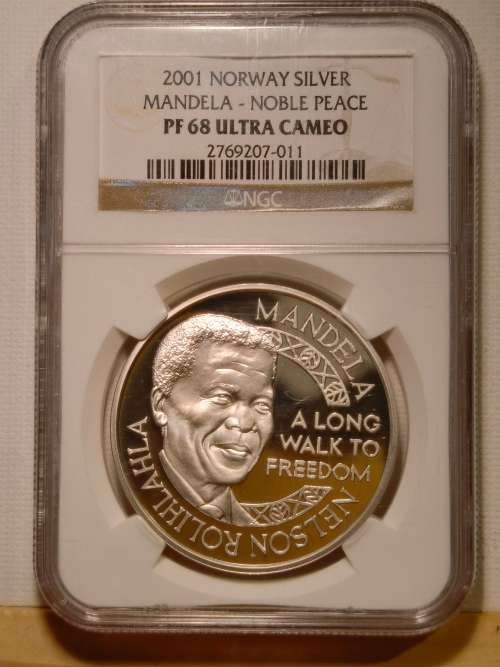 2001 NORWAY SILVER
MANDELA - NOBLE PEACE
PF 68 ULTRA CAMEO
2769207-011
NGC
NELSON ROLIHLAHLA
MANDELA
A LONG
WALK TO
FREEDOM